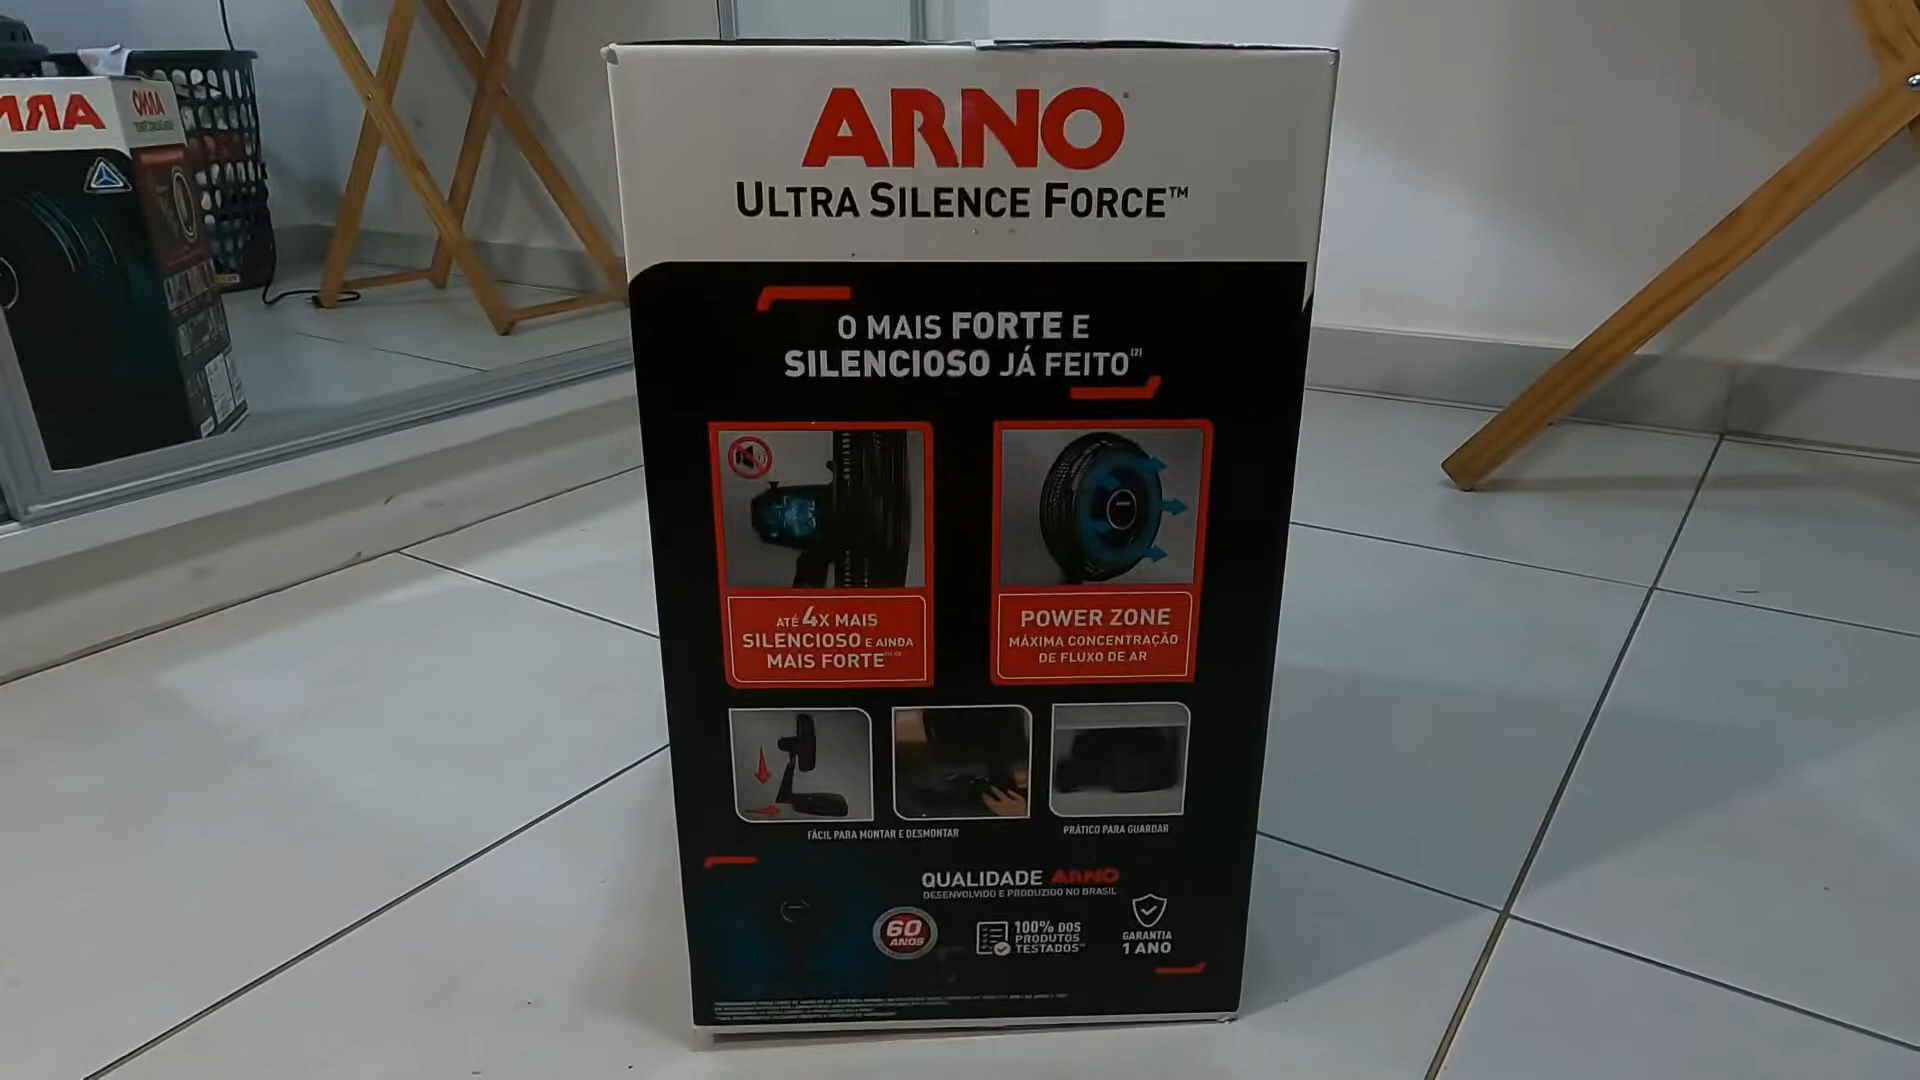 ARNO
ULTRA SILENCE FORCE™
O MAIS FORTE E
SILENCIOSO JÁ FEITO(2)
ATÉ 4X MAIS
SILENCIOSO E AINDA
MAIS FORTE
POWER ZONE
MÁXIMA CONCENTRAÇÃO
DE FLUXO DE AR
FÁCIL PARA MONTAR E DESMONTAR
PRÁTICO PARA GUARDAR
QUALIDADE ARNO
DESENVOLVIDO E PRODUZIDO NO BRASIL
60
ANOS
100% DOS
PRODUTOS
TESTADOS
GARANTIA
1 ANO
ARNO